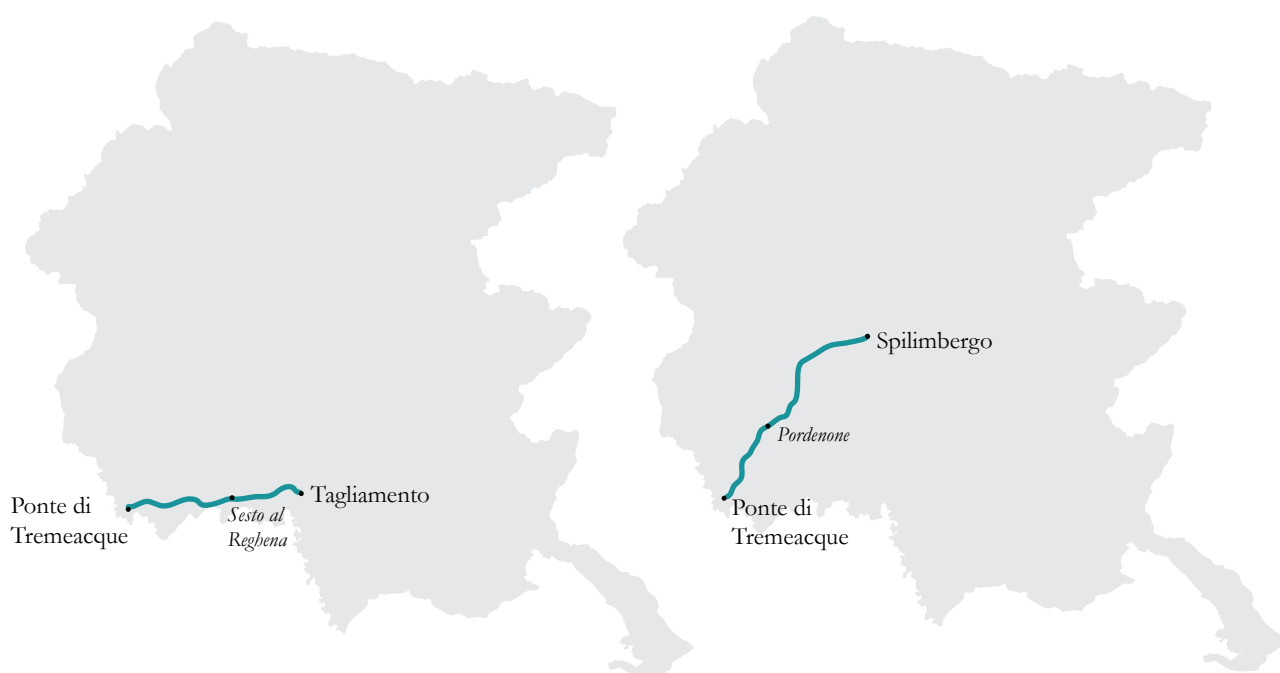 Ponte di
Tremeacque
Sesto al
Reghena
Tagliamento
Spilimbergo
Pordenone
Ponte di
Tremeacque